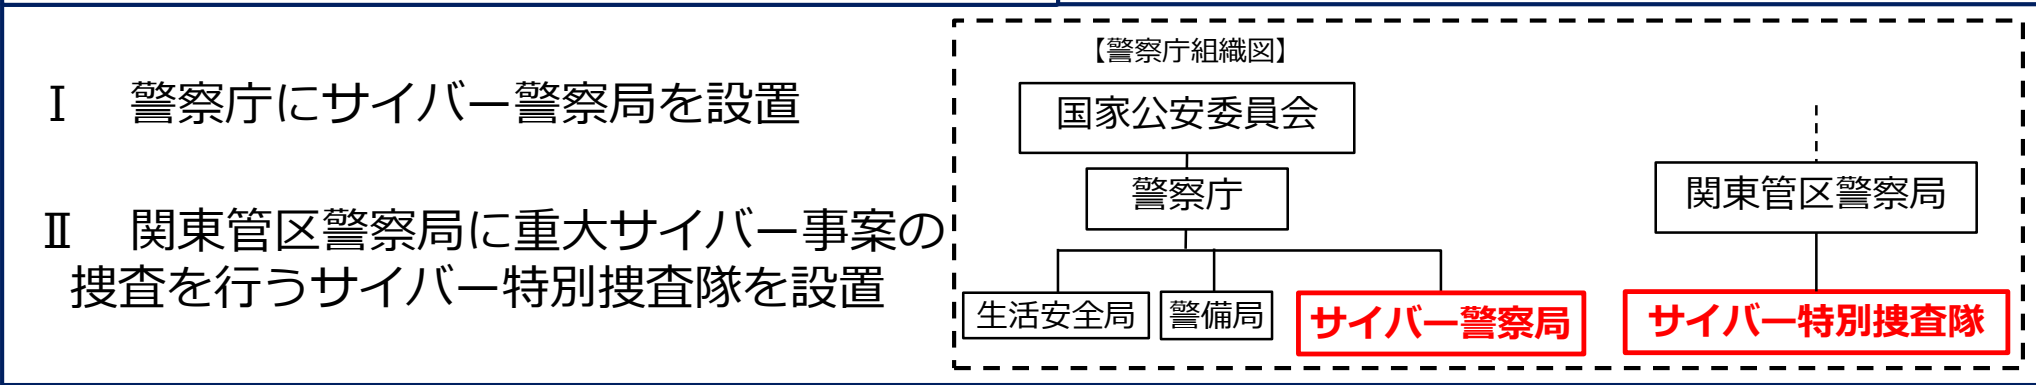 Ⅰ　警察庁にサイバー警察局を設置
Ⅱ　関東管区警察局に重大サイバー事案の
捜査を行うサイバー特別捜査隊を設置
【警察庁組織図】
国家公安委員会
警察庁
関東管区警察局
生活安全局
警備局
サイバー警察局
サイバー特別捜査隊